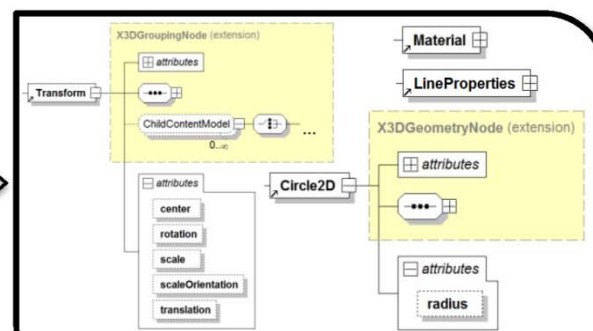 X3DGroupingNode (extension)
attributes
Transform
ChildContentModel
0..∞
...
attributes
center
rotation
scale
scaleOrientation
translation
Material
LineProperties
X3DGeometryNode (extension)
attributes
Circle2D
attributes
radius